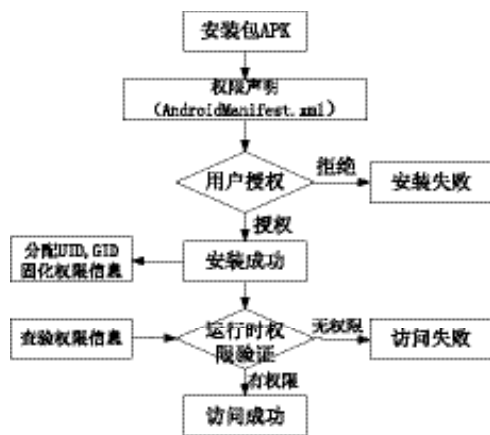 安装包APK
权限声明
（AndroidManifest.xml）
用户授权
拒绝
安装失败
授权
分配UID,GID
固化权限信息
安装成功
查验权限信息
运行时权
限验证
无权限
访问失败
有权限
访问成功